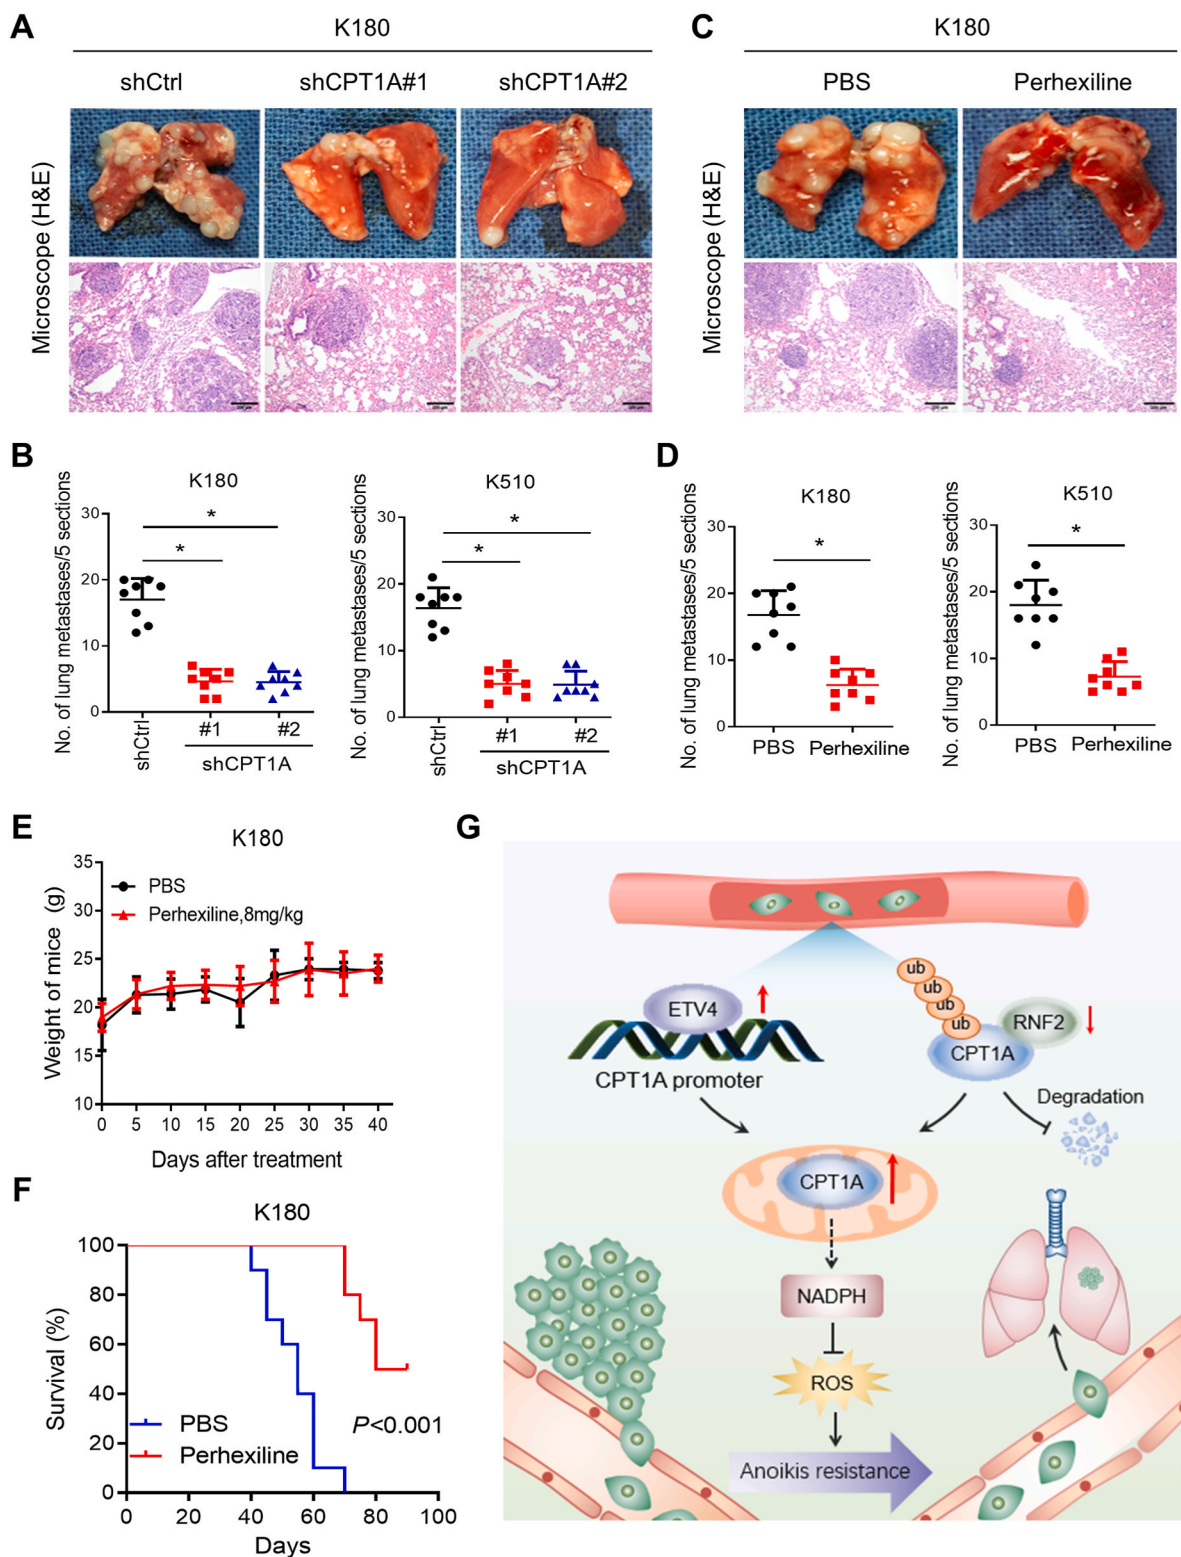 A
K180
shCtrl
shCPT1A#1
shCPT1A#2
Microscope (H&E)
C
K180
PBS
Perhexiline
Microscope (H&E)
B
K180
No. of lung metastases/5 sections
30
20
10
0
*
*
shCtrl
#1
#2
shCPT1A
K510
No. of lung metastases/5 sections
30
20
10
0
*
*
shCtrl
#1
#2
shCPT1A
D
K180
No. of lung metastases/5 sections
30
20
10
0
*
PBS
Perhexiline
K510
No. of lung metastases/5 sections
30
20
10
0
*
PBS
Perhexiline
E
K180
Weight of mice (g)
35
30
25
20
15
10
PBS
Perhexiline,8mg/kg
0 5 10 15 20 25 30 35 40
Days after treatment
F
K180
Survival (%)
100
80
60
40
20
0
PBS
Perhexiline
P<0.001
0 20 40 60 80 100
Days
G
ub
ub
ub
ub
ETV4
RNF2
CPT1A
CPT1A promoter
Degradation
CPT1A
NADPH
ROS
Anoikis resistance